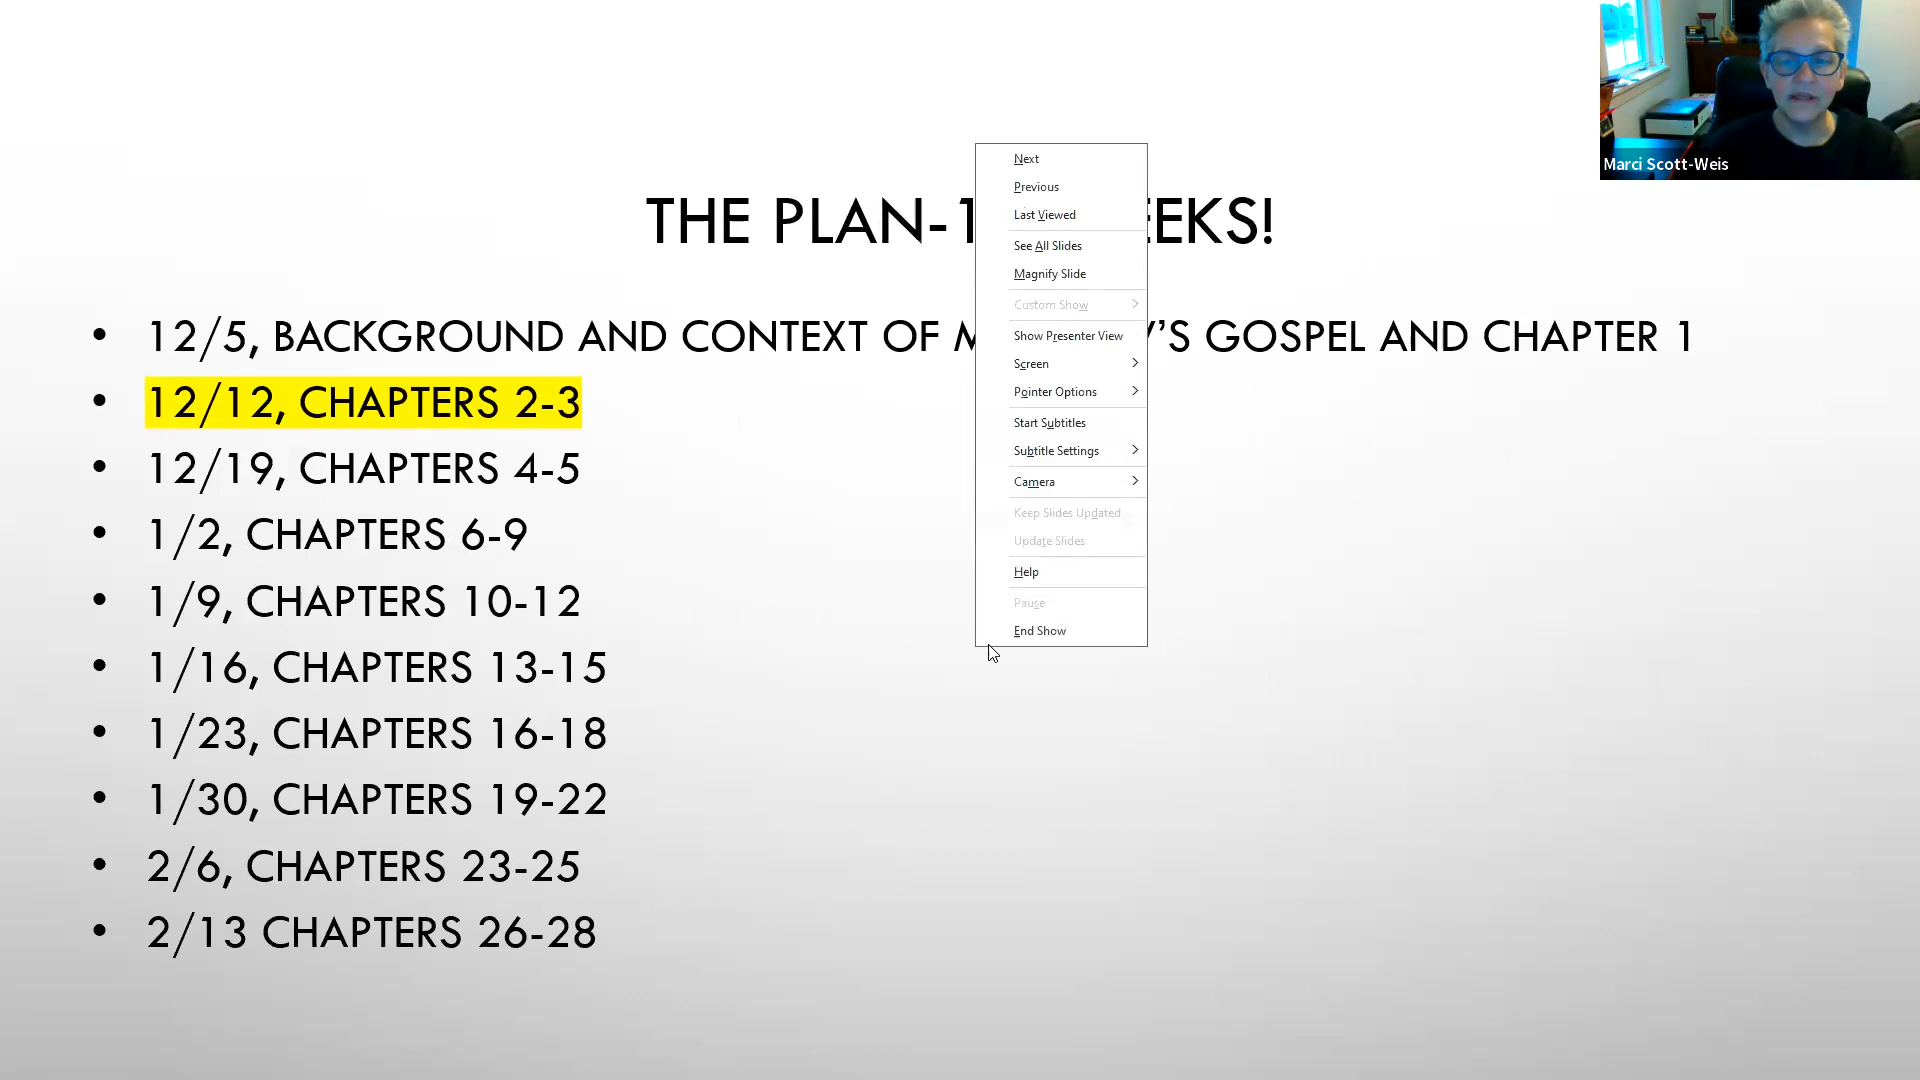 Marci Scott-Weis
THE PLAN-1 EEKS!
• 12/5, BACKGROUND AND CONTEXT OF M 'S GOSPEL AND CHAPTER 1
• 12/12, CHAPTERS 2-3
• 12/19, CHAPTERS 4-5
• 1/2, CHAPTERS 6-9
• 1/9, CHAPTERS 10-12
• 1/16, CHAPTERS 13-15
• 1/23, CHAPTERS 16-18
• 1/30, CHAPTERS 19-22
• 2/6, CHAPTERS 23-25
• 2/13 CHAPTERS 26-28
Next
Previous
Last Viewed
See All Slides
Magnify Slide
Custom Show
Show Presenter View
Screen
Pointer Options
Start Subtitles
Subtitle Settings
Camera
Keep Slides Updated
Update Slides
Help
Pause
End Show